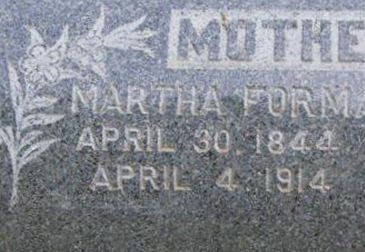 MOTHE
MARTHA FORMA
APRIL 30, 1844
APRIL 4, 1914